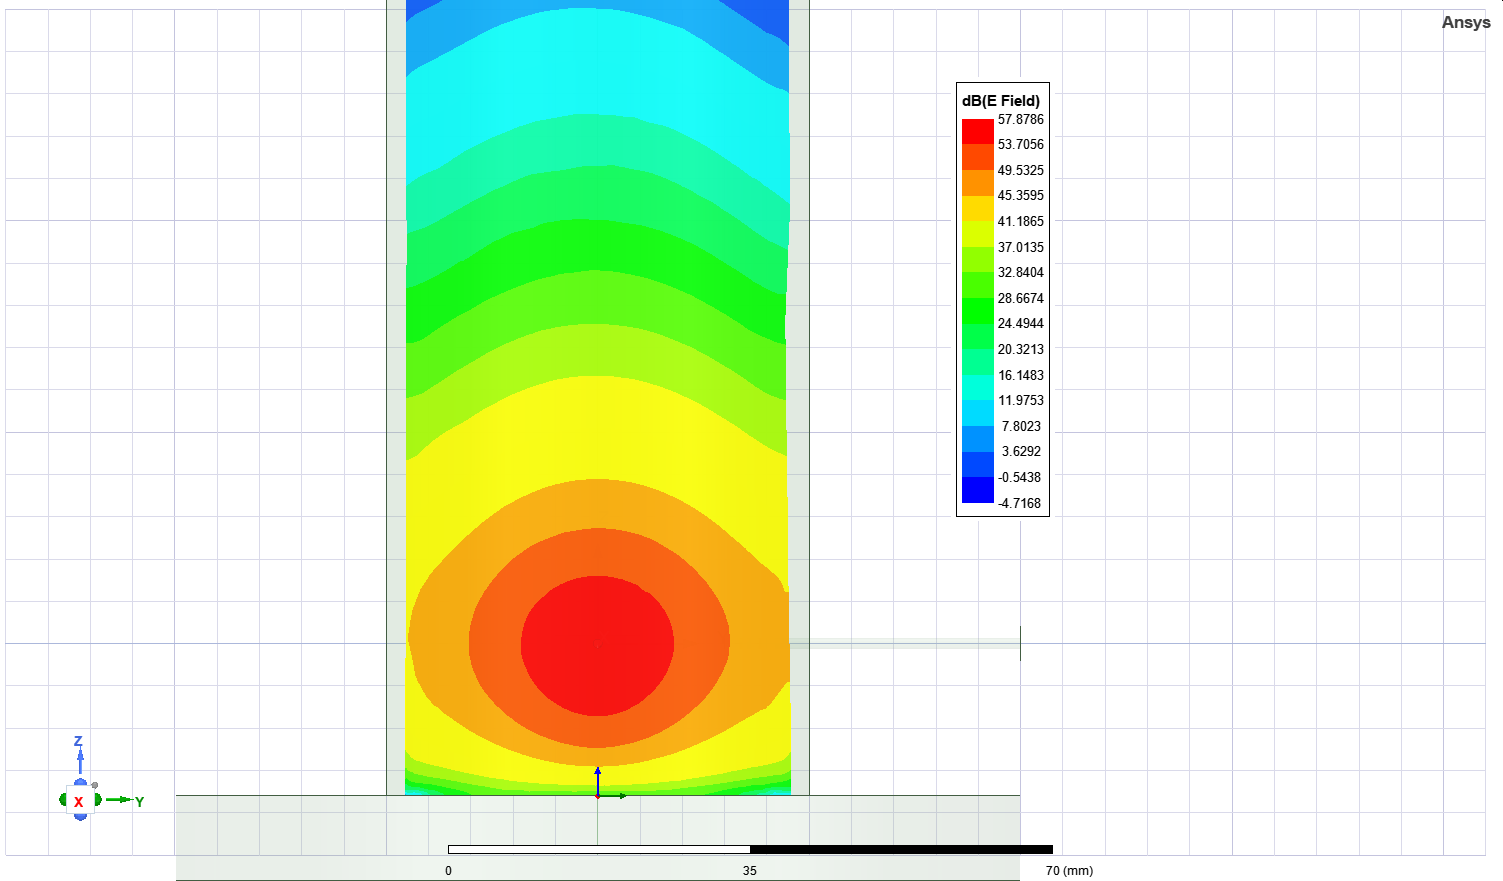 Ansys
dB(E Field)
57.8786
53.7056
49.5325
45.3595
41.1865
37.0135
32.8404
28.6674
24.4944
20.3213
16.1483
11.9753
7.8023
3.6292
-0.5438
-4.7168
Z
X
Y
0 35 70 (mm)